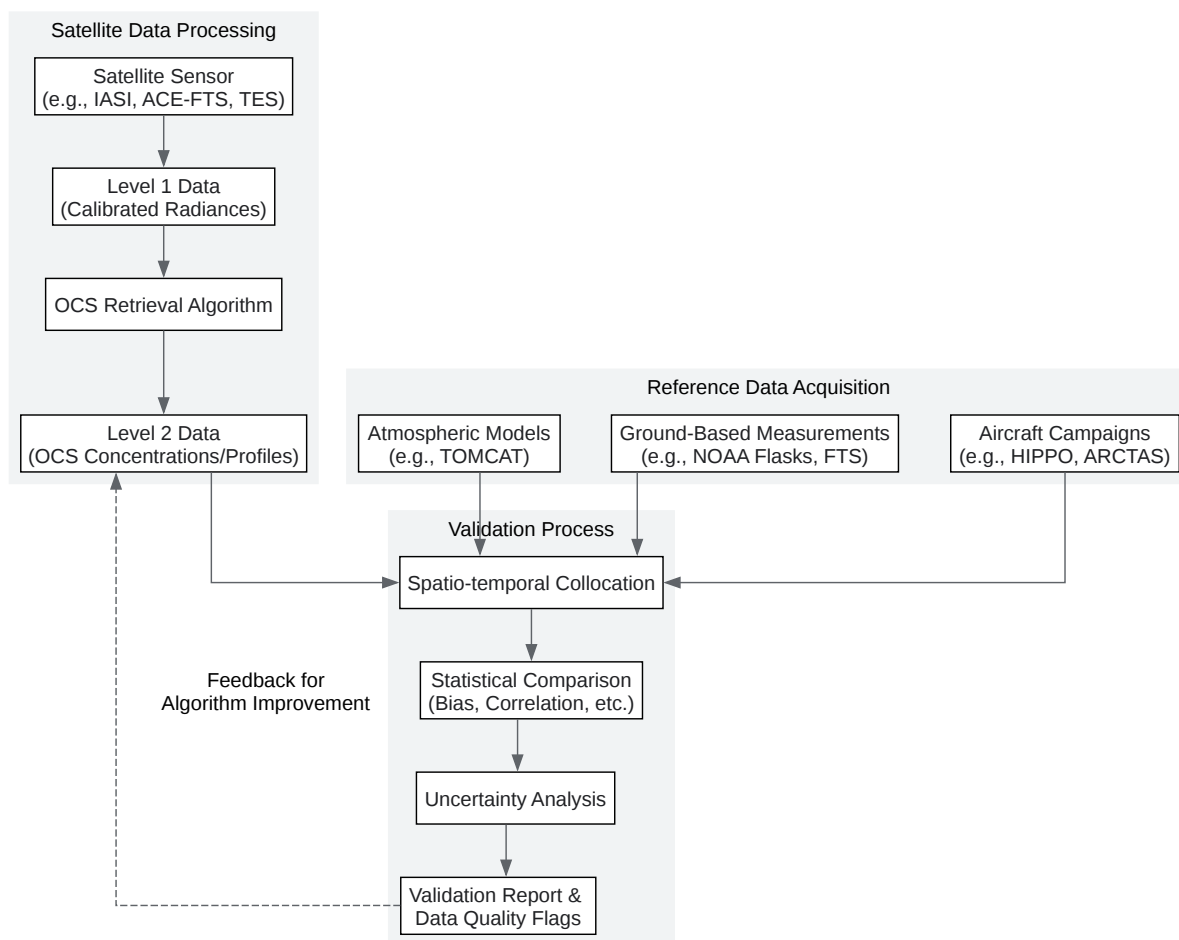 Satellite Data Processing
Satellite Sensor
(e.g., IASI, ACE-FTS, TES)
Level 1 Data
(Calibrated Radiances)
OCS Retrieval Algorithm
Level 2 Data
(OCS Concentrations/Profiles)
Reference Data Acquisition
Atmospheric Models
(e.g., TOMCAT)
Ground-Based Measurements
(e.g., NOAA Flasks, FTS)
Aircraft Campaigns
(e.g., HIPPO, ARCTAS)
Validation Process
Spatio-temporal Collocation
Statistical Comparison
(Bias, Correlation, etc.)
Uncertainty Analysis
Validation Report &
Data Quality Flags
Feedback for
Algorithm Improvement